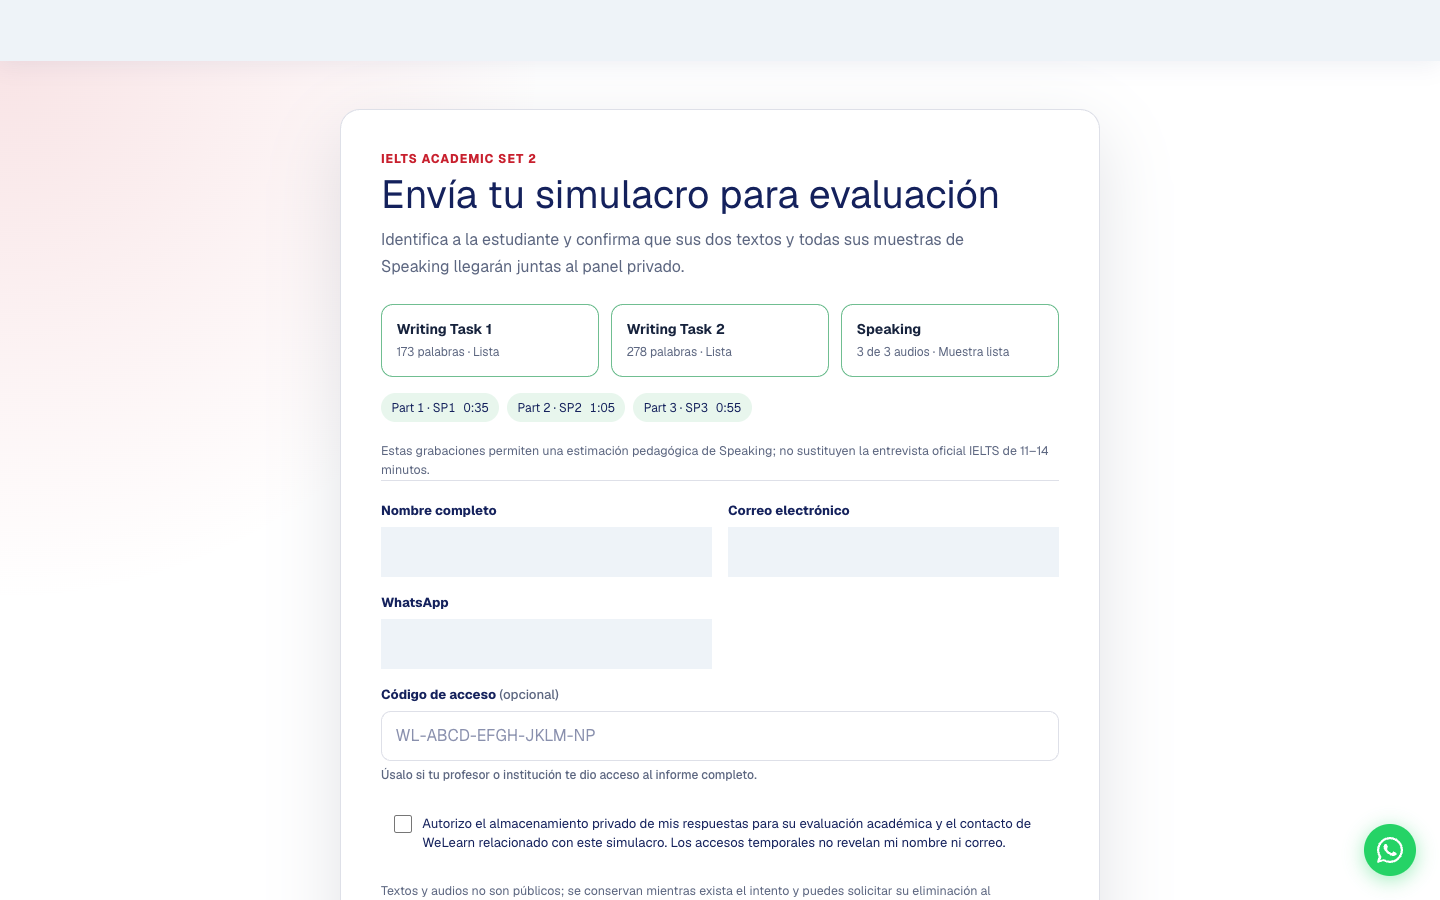 IELTS ACADEMIC SET 2
Envía tu simulacro para evaluación
Identifica a la estudiante y confirma que sus dos textos y todas sus muestras de
Speaking llegarán juntas al panel privado.
Writing Task 1
173 palabras · Lista
Writing Task 2
278 palabras · Lista
Speaking
3 de 3 audios · Muestra lista
Part 1 · SP1 0:35
Part 2 · SP2 1:05
Part 3 · SP3 0:55
Estas grabaciones permiten una estimación pedagógica de Speaking; no sustituyen la entrevista oficial IELTS de 11–14
minutos.
Nombre completo
Correo electrónico
WhatsApp
Código de acceso (opcional)
WL-ABCD-EFGH-JKLM-NP
Úsalo si tu profesor o institución te dio acceso al informe completo.
Autorizo el almacenamiento privado de mis respuestas para su evaluación académica y el contacto de
WeLearn relacionado con este simulacro. Los accesos temporales no revelan mi nombre ni correo.
Textos y audios no son públicos; se conservan mientras exista el intento y puedes solicitar su eliminación al